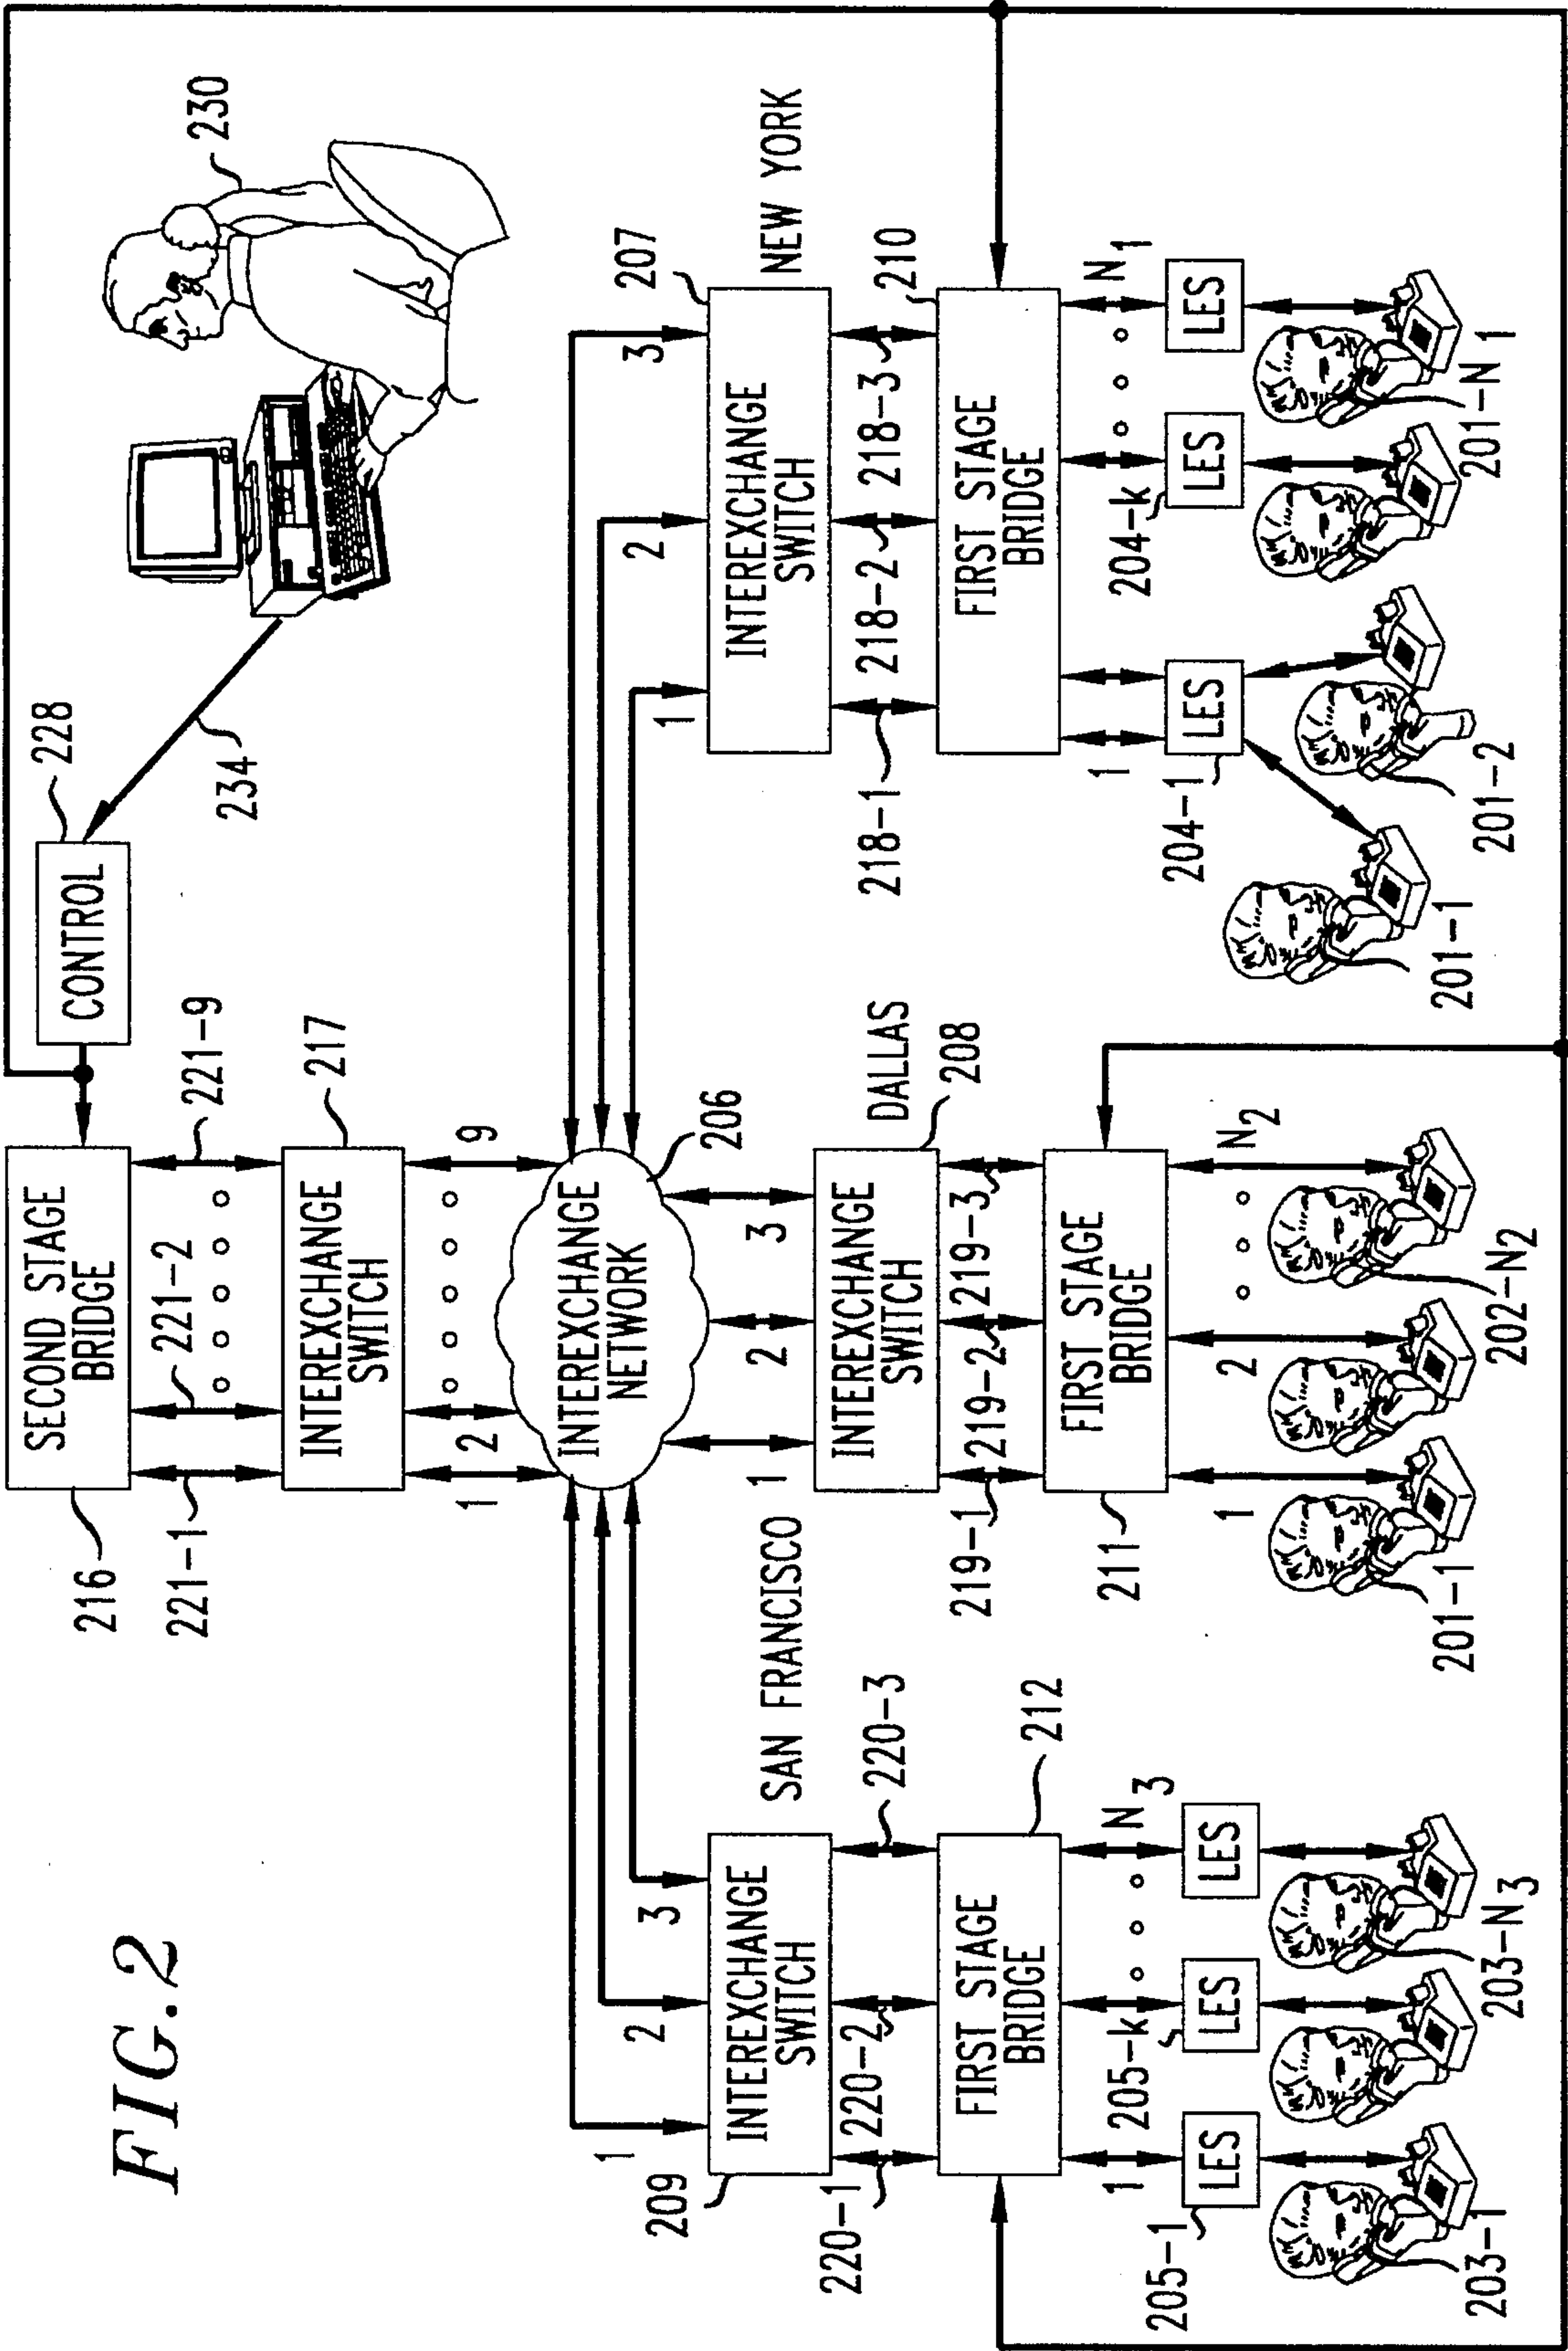 FIG.2
SECOND STAGE
BRIDGE
216
221-1
221-2
221-9
INTEREXCHANGE
SWITCH
217
1
2
9
CONTROL
228
234
230
INTEREXCHANGE
NETWORK
206
1
2
3
209
INTEREXCHANGE
SWITCH
SAN FRANCISCO
220-1
220-2
220-3
FIRST STAGE
BRIDGE
212
1
205-k
N3
205-1
LES
LES
LES
203-1
203-N3
1
2
3
INTEREXCHANGE
SWITCH
DALLAS
208
219-1
219-2
219-3
FIRST STAGE
BRIDGE
211
1
2
N2
201-1
202-N2
1
2
3
INTEREXCHANGE
SWITCH
207
NEW YORK
218-1
218-2
218-3
FIRST STAGE
BRIDGE
210
1
N1
204-1
LES
204-k
LES
LES
201-1
201-2
201-N1